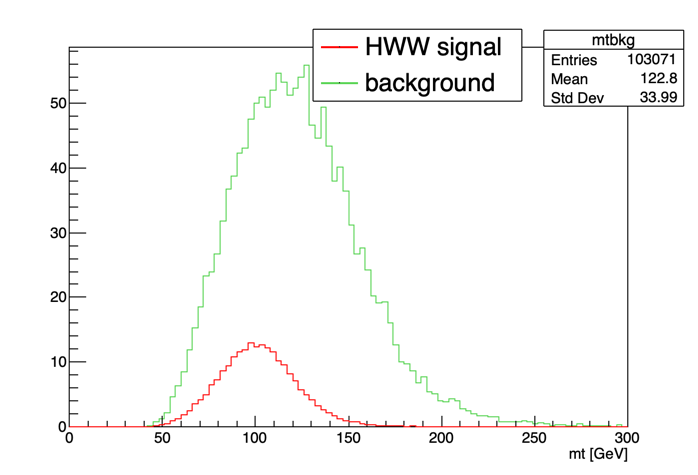 HWW signal
background
mtbkg
Entries 103071
Mean 122.8
Std Dev 33.99
50
40
30
20
10
0
0 50 100 150 200 250 300
mt [GeV]